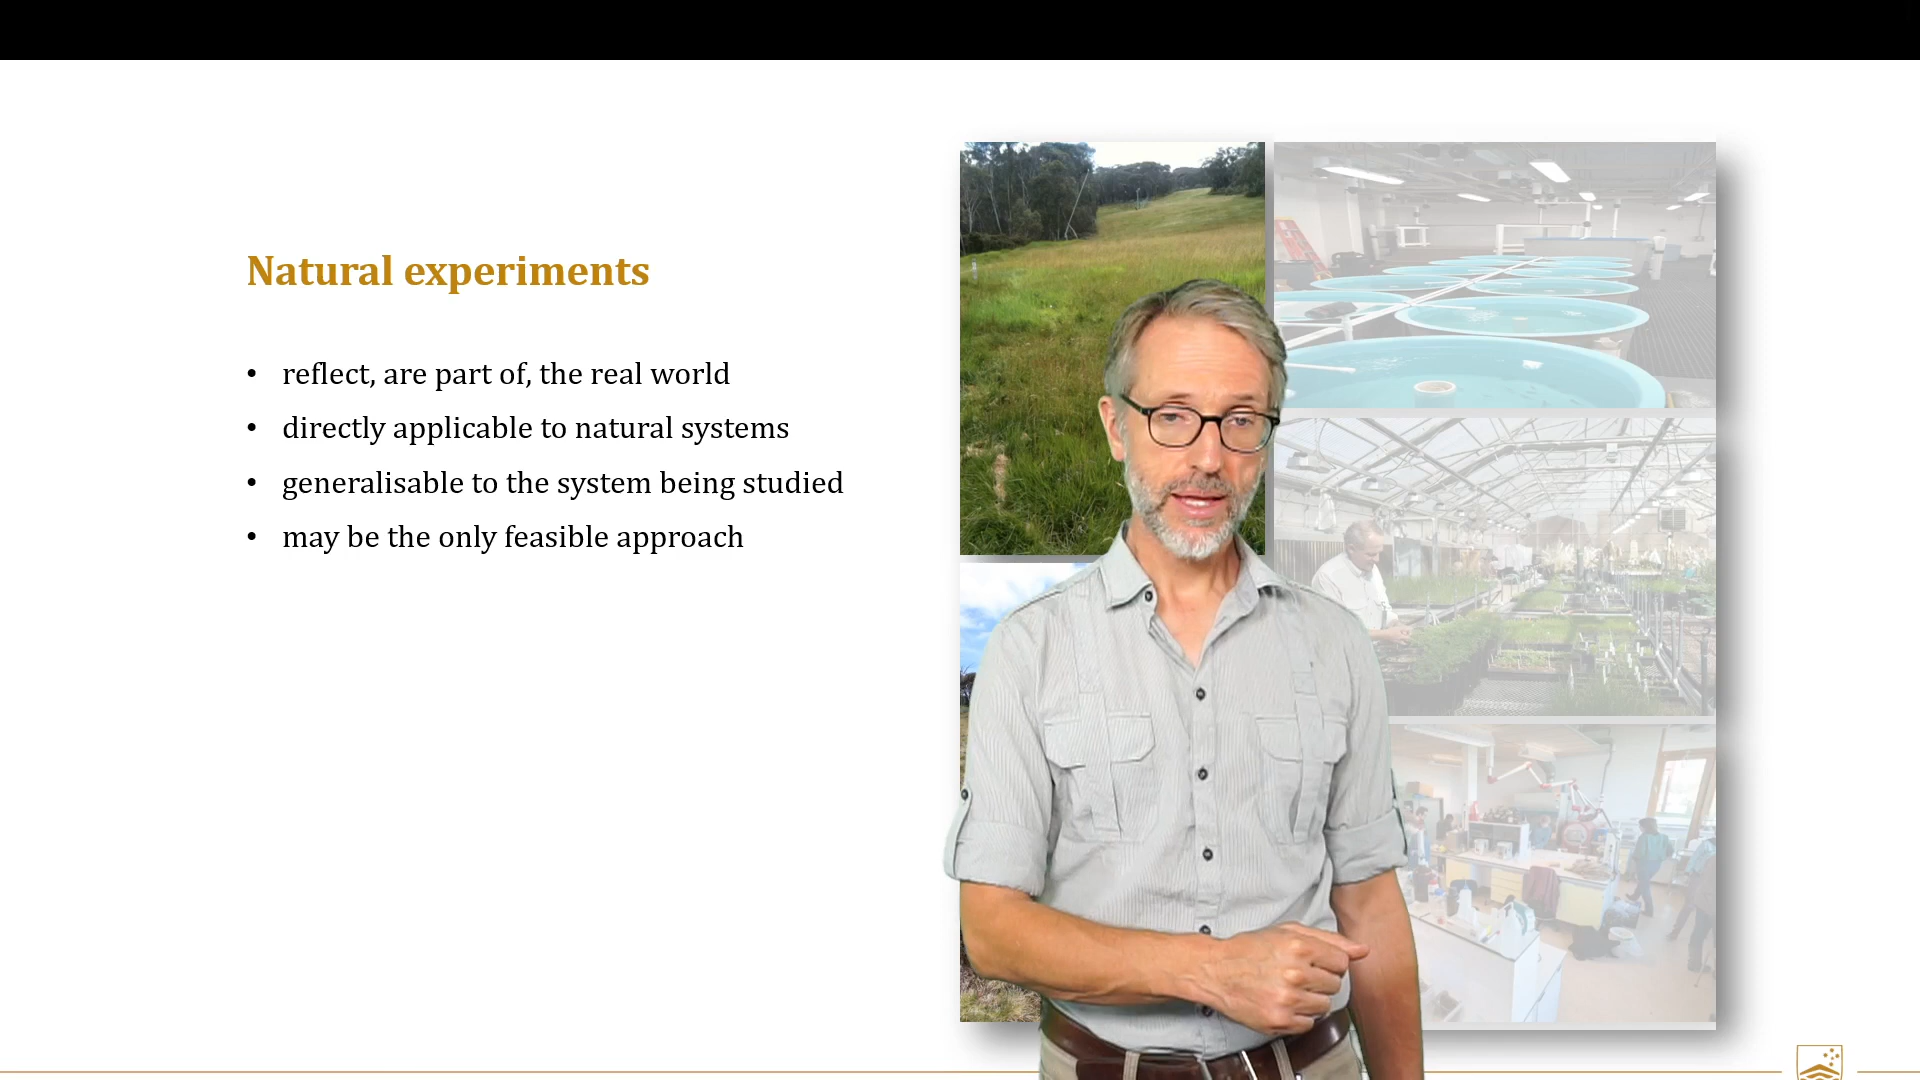 Natural experiments
• reflect, are part of, the real world
• directly applicable to natural systems
• generalisable to the system being studied
• may be the only feasible approach